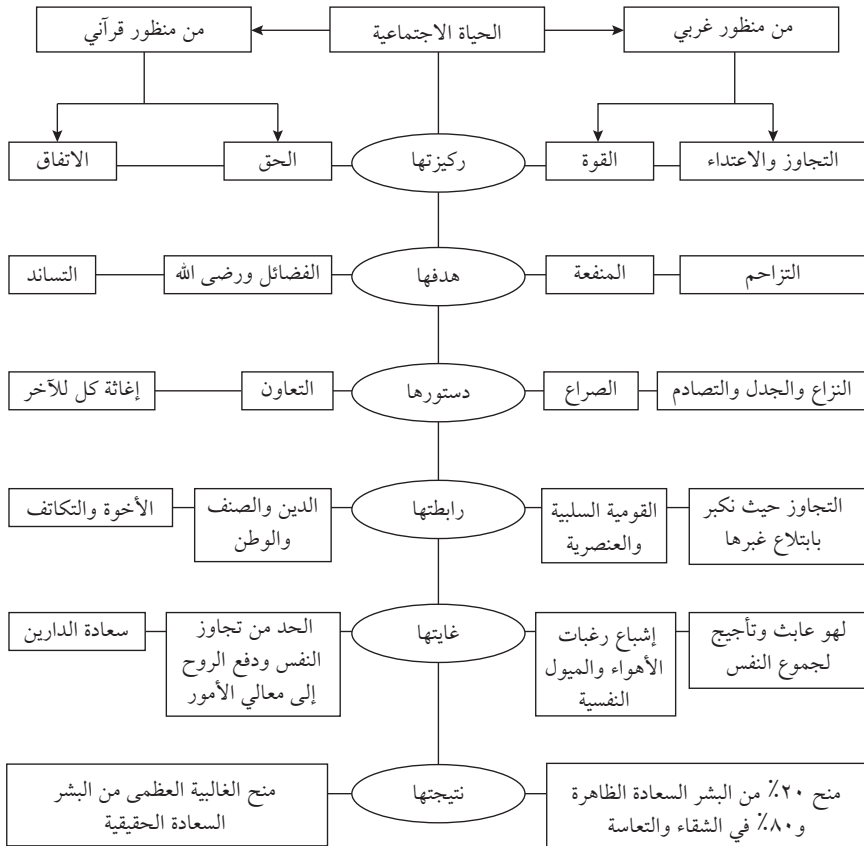 من منظور غربي
الحياة الاجتماعية
من منظور قرآني
التجاوز والاعتداء
القوة
ركيزتها
الحق
الاتفاق
التزاحم
المنفعة
هدفها
الفضائل ورضى الله
التساند
النزاع والجدل والتصادم
الصراع
دستورها
التعاون
إغاثة كل للآخر
التجاوز حيث نكبر
بابتلاع غبرها
القومية السلبية
والعنصرية
رابطتها
الدين والصنف
والوطن
الأخوة والتكاتف
لهو عابث وتأجيج
لجموع النفس
إشباع رغبات
الأهواء والميول
النفسية
غايتها
الحد من تجاوز
النفس ودفع الروح
إلى معالي الأمور
سعادة الدارين
منح ٢٠٪ من البشر السعادة الظاهرة
و٨٠٪ في الشقاء والتعاسة
نتيجتها
منح الغالبية العظمى من البشر
السعادة الحقيقية